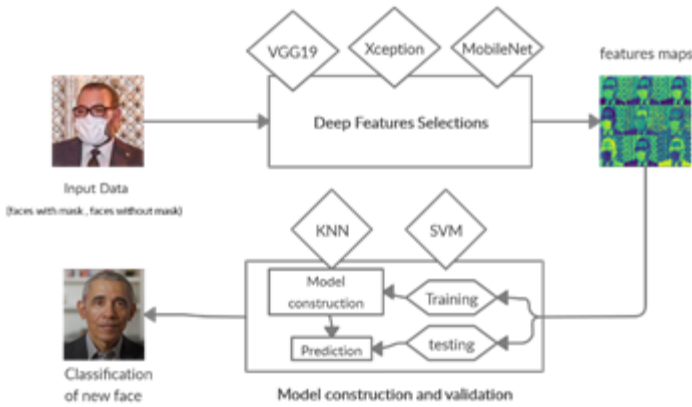 VGG19
Xception
MobileNet
features maps
Deep Features Selections
Input Data
(faces with mask , faces without mask)
KNN
SVM
Model
construction
Training
testing
Prediction
Classification
of new face
Model construction and validation